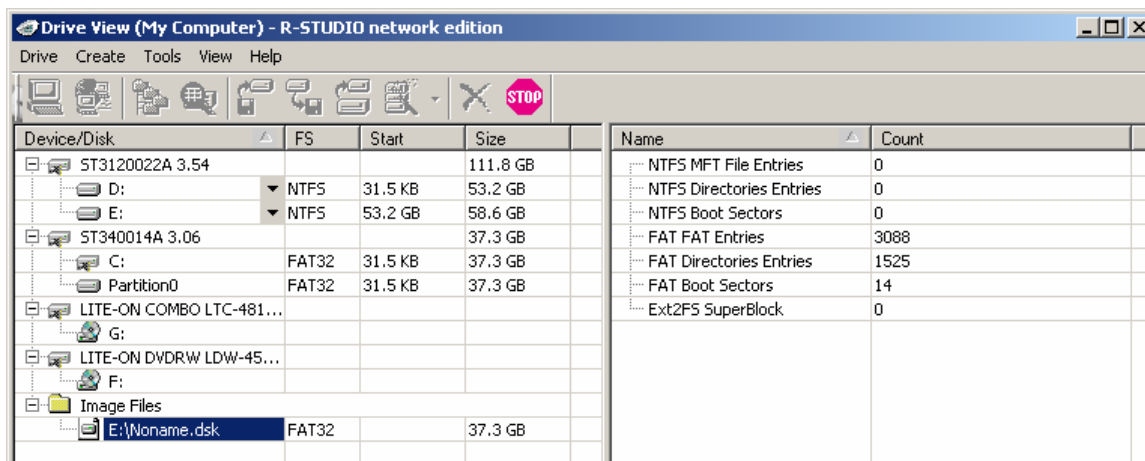 Drive View (My Computer) - R-STUDIO network edition
Drive Create Tools View Help
STOP
Device/Disk FS Start Size
ST3120022A 3.54 111.8 GB
D: NTFS 31.5 KB 53.2 GB
E: NTFS 53.2 GB 58.6 GB
ST340014A 3.06 37.3 GB
C: FAT32 31.5 KB 37.3 GB
Partition0 FAT32 31.5 KB 37.3 GB
LITE-ON COMBO LTC-481...
G:
LITE-ON DVDRW LDW-45...
F:
Image Files
E:\Noname.dsk FAT32 37.3 GB
Name Count
NTFS MFT File Entries 0
NTFS Directories Entries 0
NTFS Boot Sectors 0
FAT FAT Entries 3088
FAT Directories Entries 1525
FAT Boot Sectors 14
Ext2FS SuperBlock 0